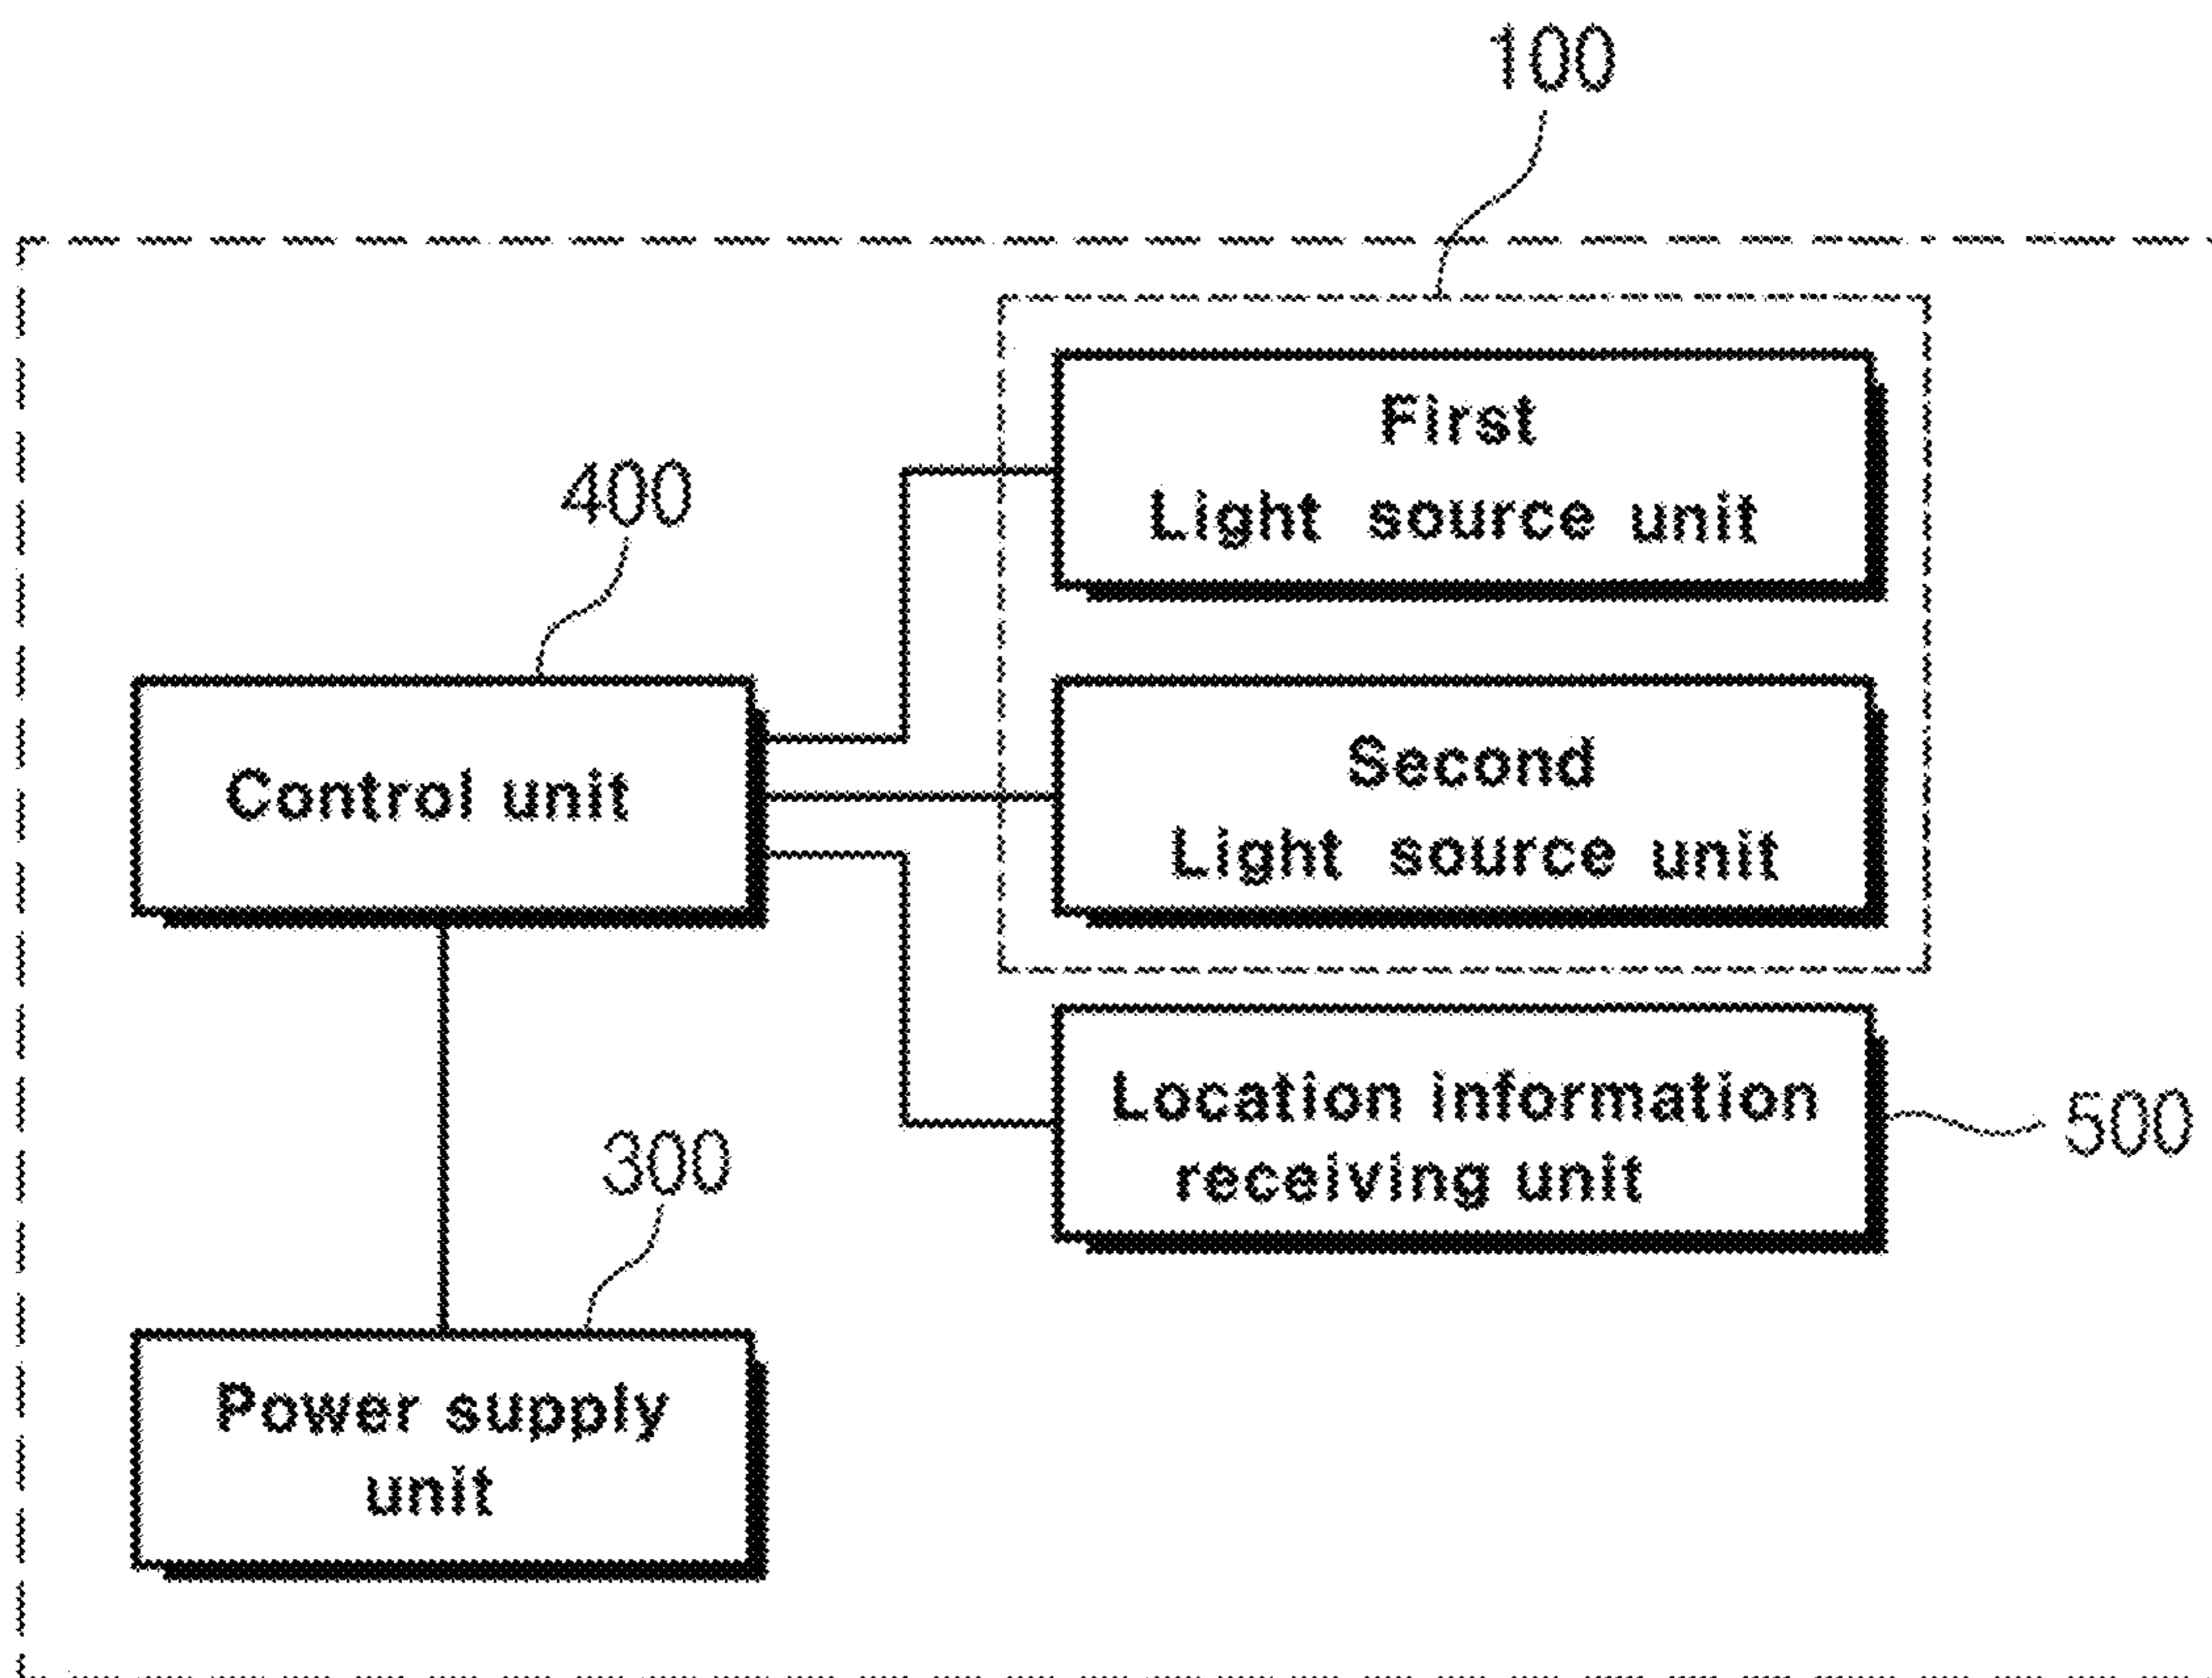 100
First
Light source unit
400
Second
Light source unit
Control unit
Location information
receiving unit
500
300
Power supply
unit